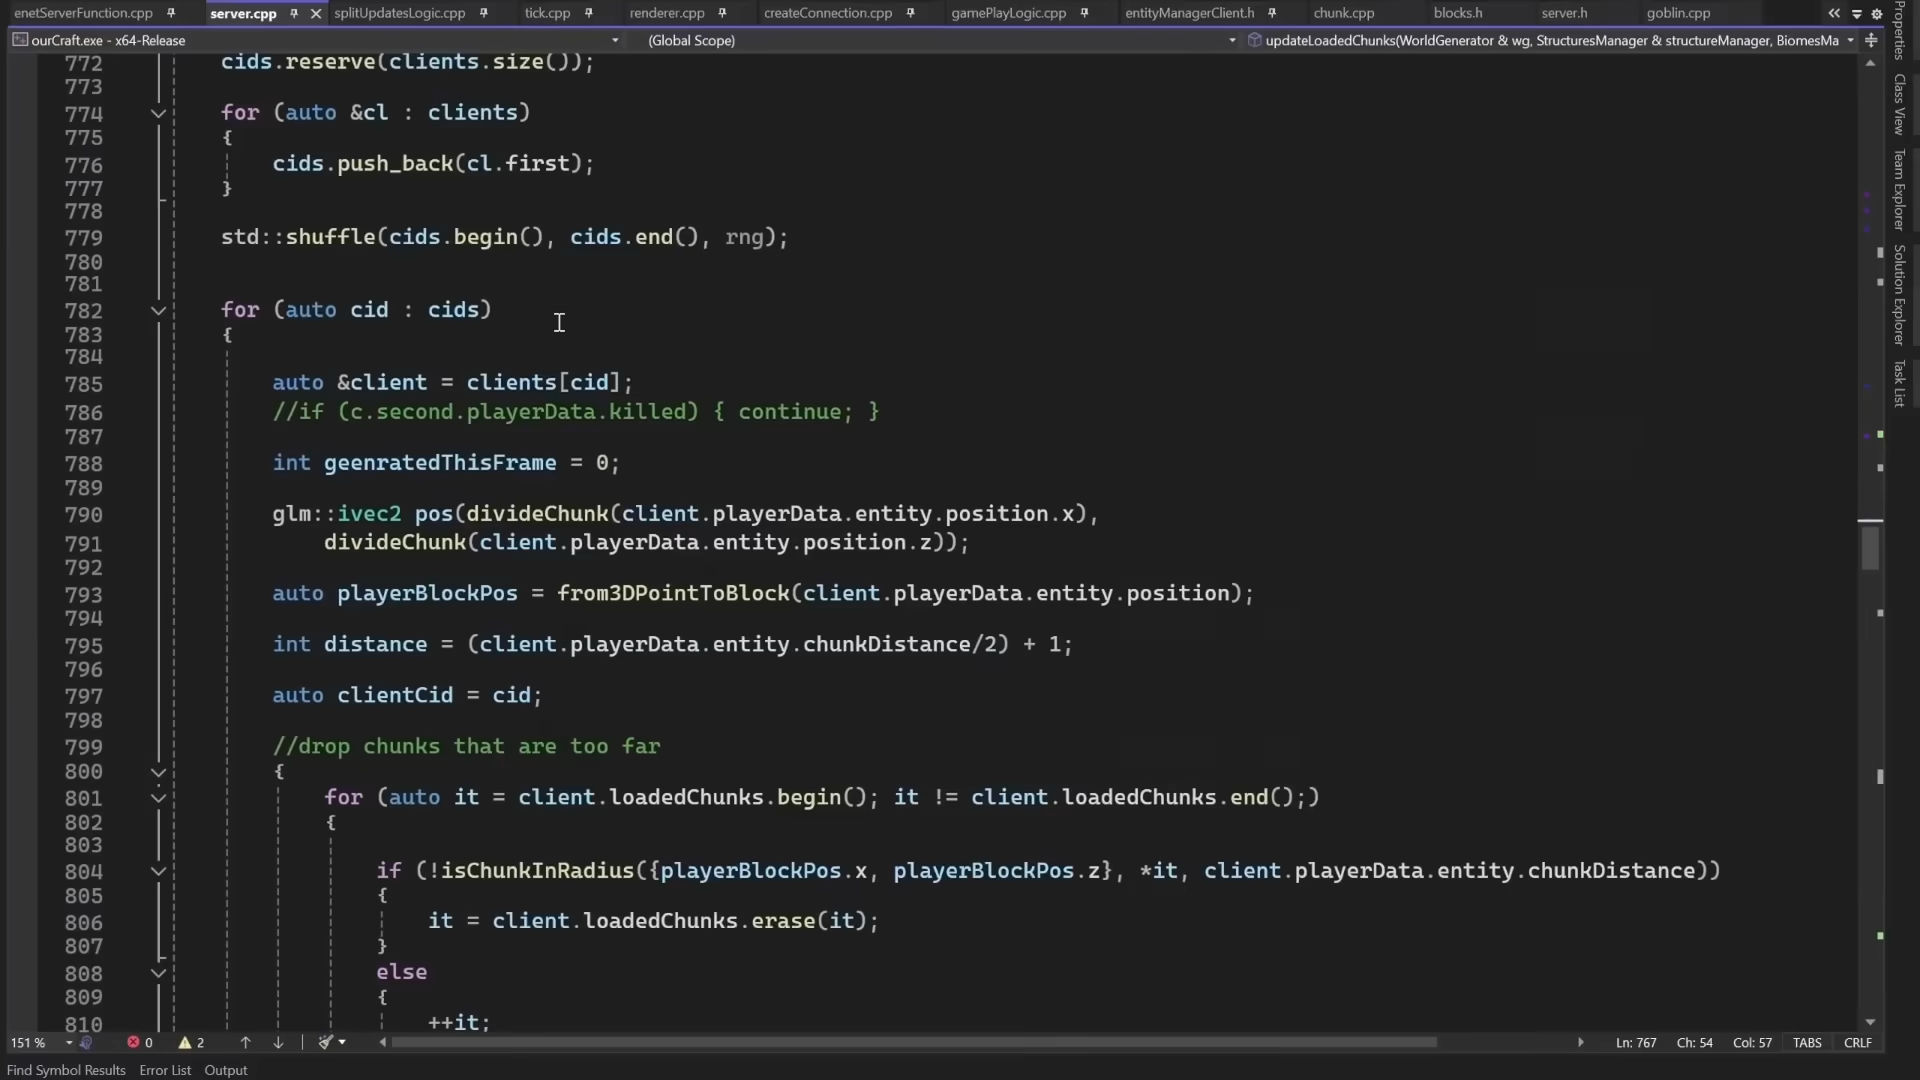 enetServerFunction.cpp server.cpp splitUpdatesLogic.cpp tick.cpp renderer.cpp createConnection.cpp gamePlayLogic.cpp entityManagerClient.h chunk.cpp blocks.h server.h goblin.cpp
ourCraft.exe - x64-Release (Global Scope) updateLoadedChunks(WorldGenerator & wg, StructuresManager & structureManager, BiomesMa
772 cids.reserve(clients.size());
773
774 for (auto &cl : clients)
775 {
776 cids.push_back(cl.first);
777 }
778
779 std::shuffle(cids.begin(), cids.end(), rng);
780
781
782 for (auto cid : cids)
783 {
784
785 auto &client = clients[cid];
786 //if (c.second.playerData.killed) { continue; }
787
788 int geenratedThisFrame = 0;
789
790 glm::ivec2 pos(divideChunk(client.playerData.entity.position.x),
791 divideChunk(client.playerData.entity.position.z));
792
793 auto playerBlockPos = from3DPointToBlock(client.playerData.entity.position);
794
795 int distance = (client.playerData.entity.chunkDistance/2) + 1;
796
797 auto clientCid = cid;
798
799 //drop chunks that are too far
800 {
801 for (auto it = client.loadedChunks.begin(); it != client.loadedChunks.end();)
802 {
803
804 if (!isChunkInRadius({playerBlockPos.x, playerBlockPos.z}, *it, client.playerData.entity.chunkDistance))
805 {
806 it = client.loadedChunks.erase(it);
807 }
808 else
809 {
810 ++it;
151 % 0 2 Ln: 767 Ch: 54 Col: 57 TABS CRLF
Find Symbol Results Error List Output
Properties
Class View
Team Explorer
Solution Explorer
Task List